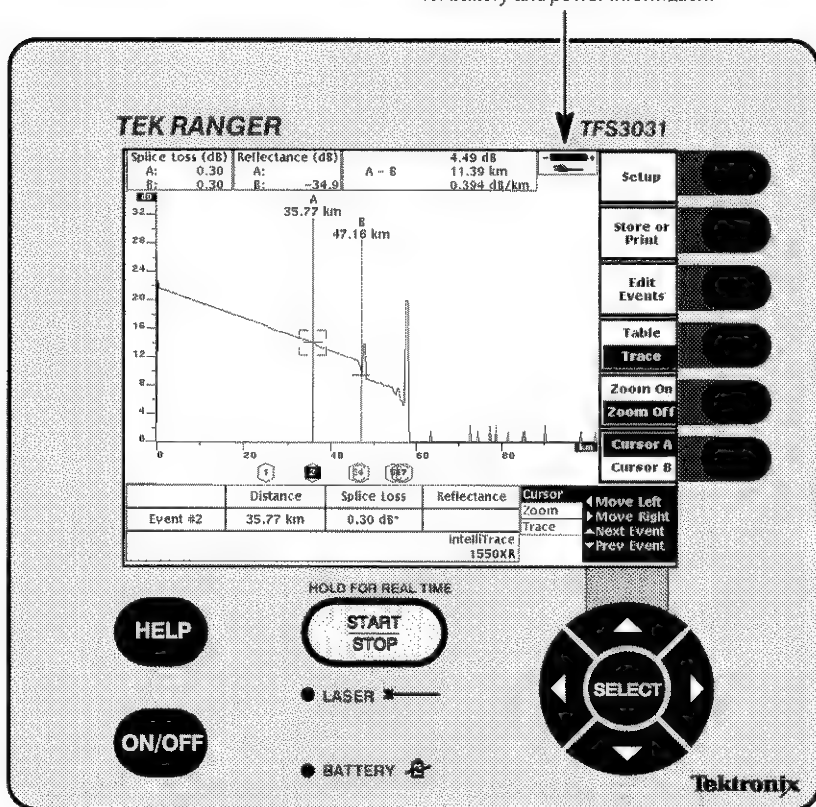 TEK RANGER
TFS3031
Splice Loss (dB)
A: 0.30
B: 0.30
Reflectance (dB)
A:
B: -34.9
A - B
4.49 dB
11.39 km
0.394 dB/km
- +
dB
32
28
24
20
16
12
8
4
0
A
35.77 km
B
47.16 km
0 20 40 60 80
km
1 2
Setup
Store or
Print
Edit
Events
Table
Trace
Zoom On
Zoom Off
Cursor A
Cursor B
Distance Splice Loss Reflectance
Event #2 35.77 km 0.30 dB*
IntelliTrace
1550XR
Cursor
Zoom
Trace
Move Left
Move Right
Next Event
Prev Event
HOLD FOR REAL TIME
START
STOP
HELP
LASER
ON/OFF
BATTERY
SELECT
Tektronix